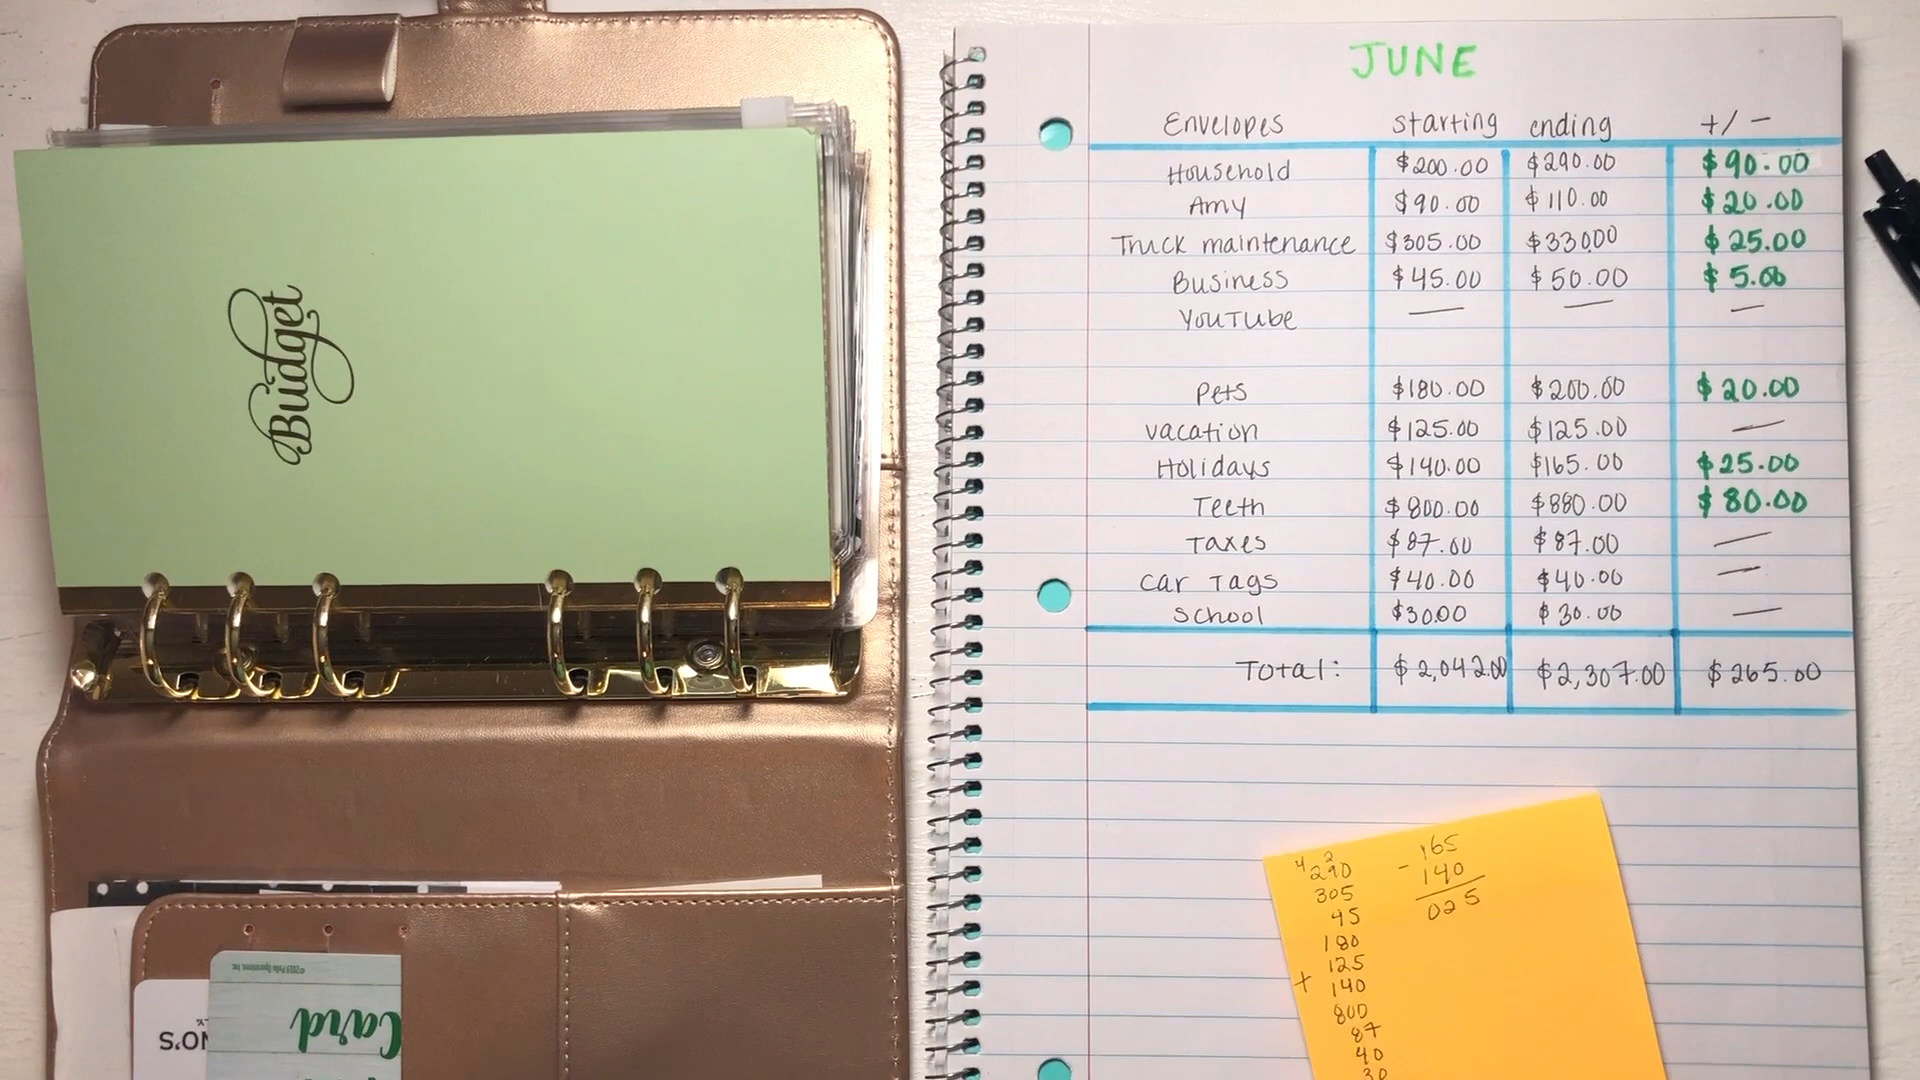 Budget
JUNE
Envelopes starting ending +/-
Household $200.00 $290.00 $90.00
Amy $90.00 $110.00 $20.00
Truck maintenance $305.00 $330.00 $25.00
Business $45.00 $50.00 $5.00
YouTube — — —
Pets $180.00 $200.00 $20.00
vacation $125.00 $125.00 —
Holidays $140.00 $165.00 $25.00
Teeth $800.00 $880.00 $80.00
Taxes $87.00 $87.00 —
Car Tags $40.00 $40.00 —
School $30.00 $30.00 —
Total: $2,042.00 $2,307.00 $265.00
4 2
290
305
45
180
125
+ 140
800
87
40
30
- 165
140
025
Card